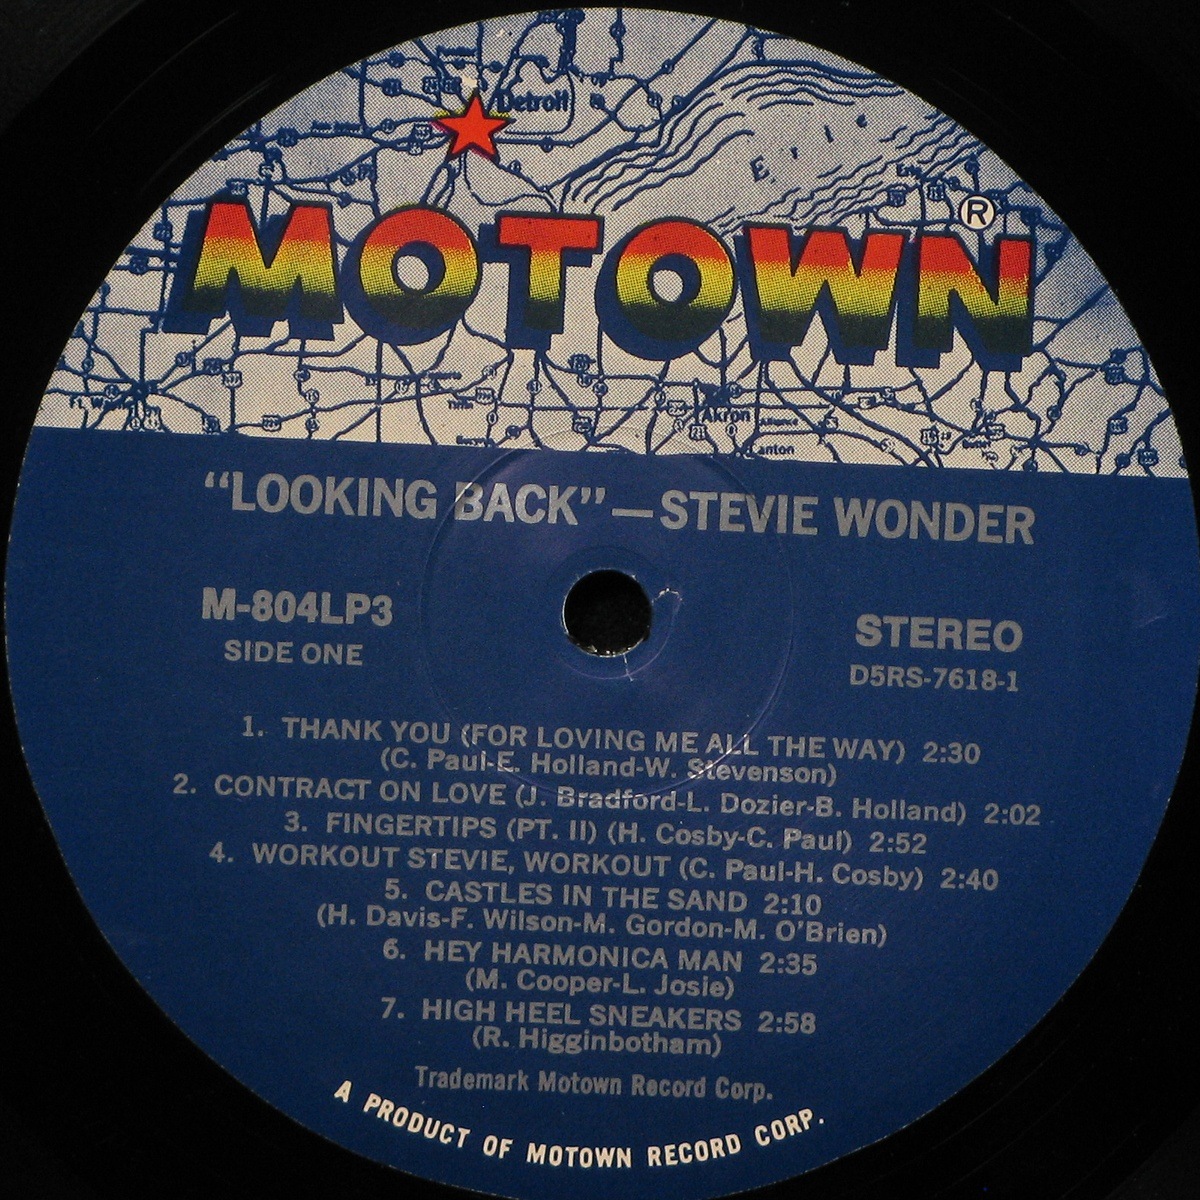 Detroit
ERIE
Erie
MOTOWN®
Akron
Alliance
Canton
"LOOKING BACK"—STEVIE WONDER
M-804LP3
STEREO
SIDE ONE
D5RS-7618-1
1. THANK YOU (FOR LOVING ME ALL THE WAY) 2:30
(C. Paul-E. Holland-W. Stevenson)
2. CONTRACT ON LOVE (J. Bradford-L. Dozier-B. Holland) 2:02
3. FINGERTIPS (PT. II) (H. Cosby-C. Paul) 2:52
4. WORKOUT STEVIE, WORKOUT (C. Paul-H. Cosby) 2:40
5. CASTLES IN THE SAND 2:10
(H. Davis-F. Wilson-M. Gordon-M. O'Brien)
6. HEY HARMONICA MAN 2:35
(M. Cooper-L. Josie)
7. HIGH HEEL SNEAKERS 2:58
(R. Higginbotham)
Trademark Motown Record Corp.
A PRODUCT OF MOTOWN RECORD CORP.